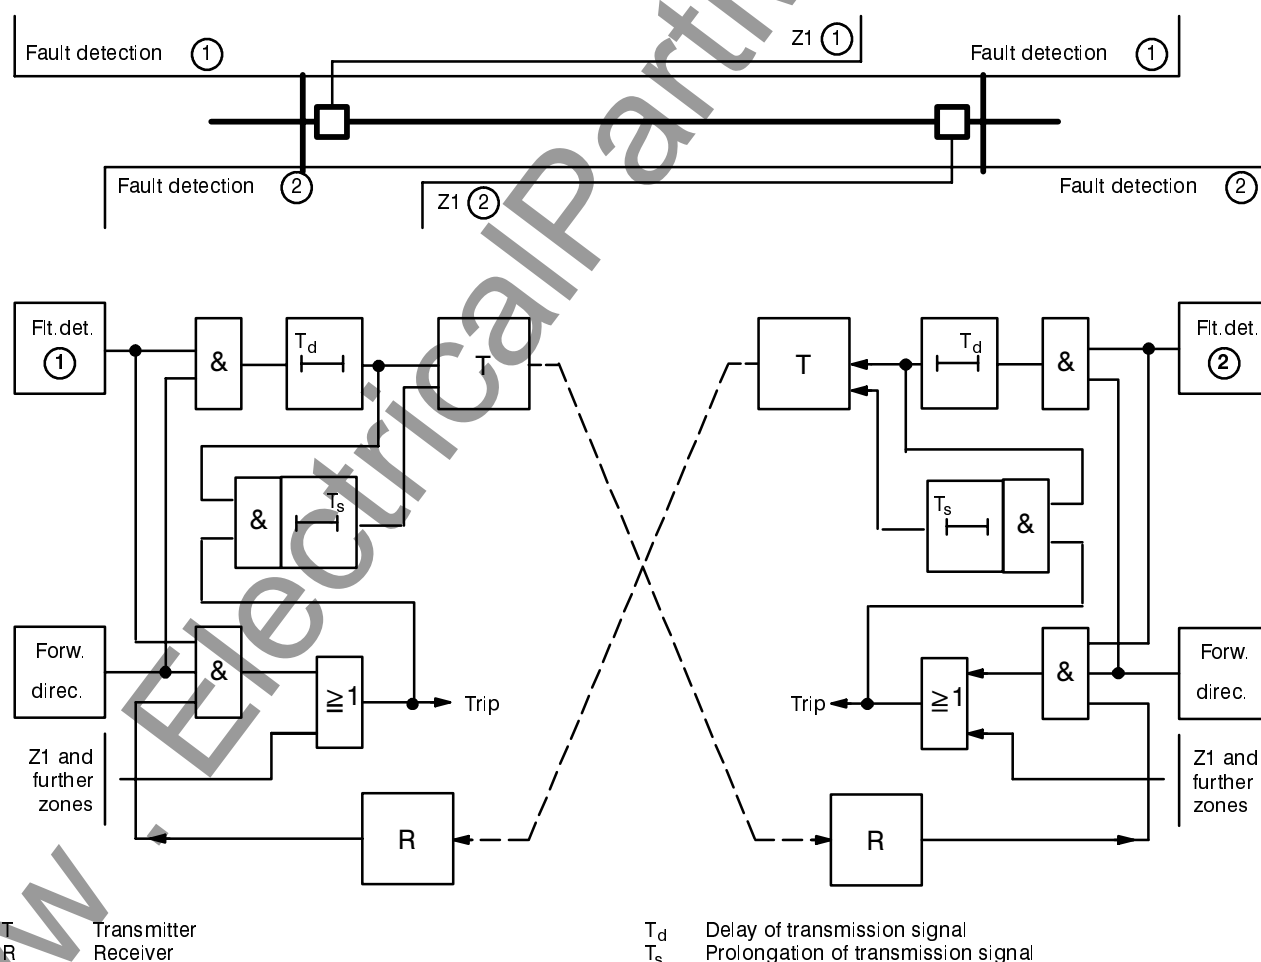 Fault detection 1
Z1 1
Fault detection 1
Fault detection 2
Z1 2
Fault detection 2
Flt.det.
1
&
Td
T
T
Td
&
Flt.det.
2
&
Ts
Ts
&
Forw.
direc.
&
≧1
Trip
Trip
≧1
&
Forw.
direc.
Z1 and
further
zones
Z1 and
further
zones
R
R
T Transmitter
R Receiver
Td Delay of transmission signal
Ts Prolongation of transmission signal
w . ElectricalPartM